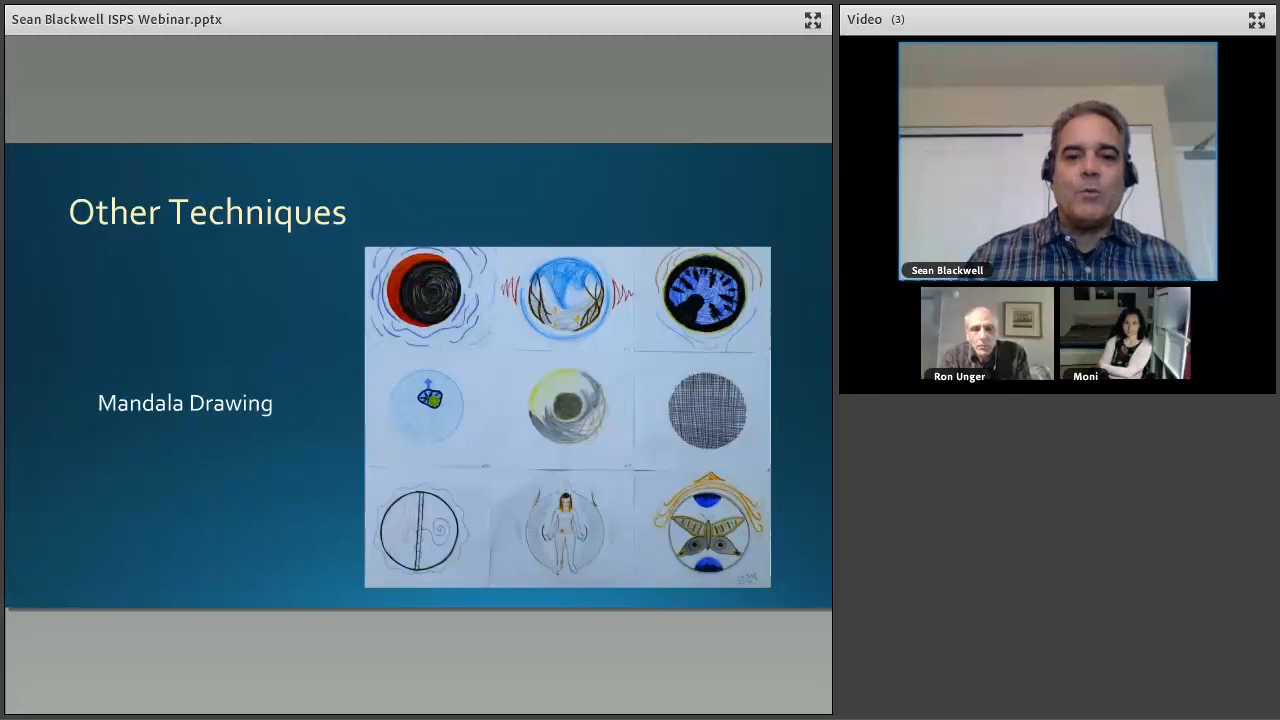 Sean Blackwell ISPS Webinar.pptx
Video (3)
Other Techniques
Mandala Drawing
Sean Blackwell
Ron Unger
Moni